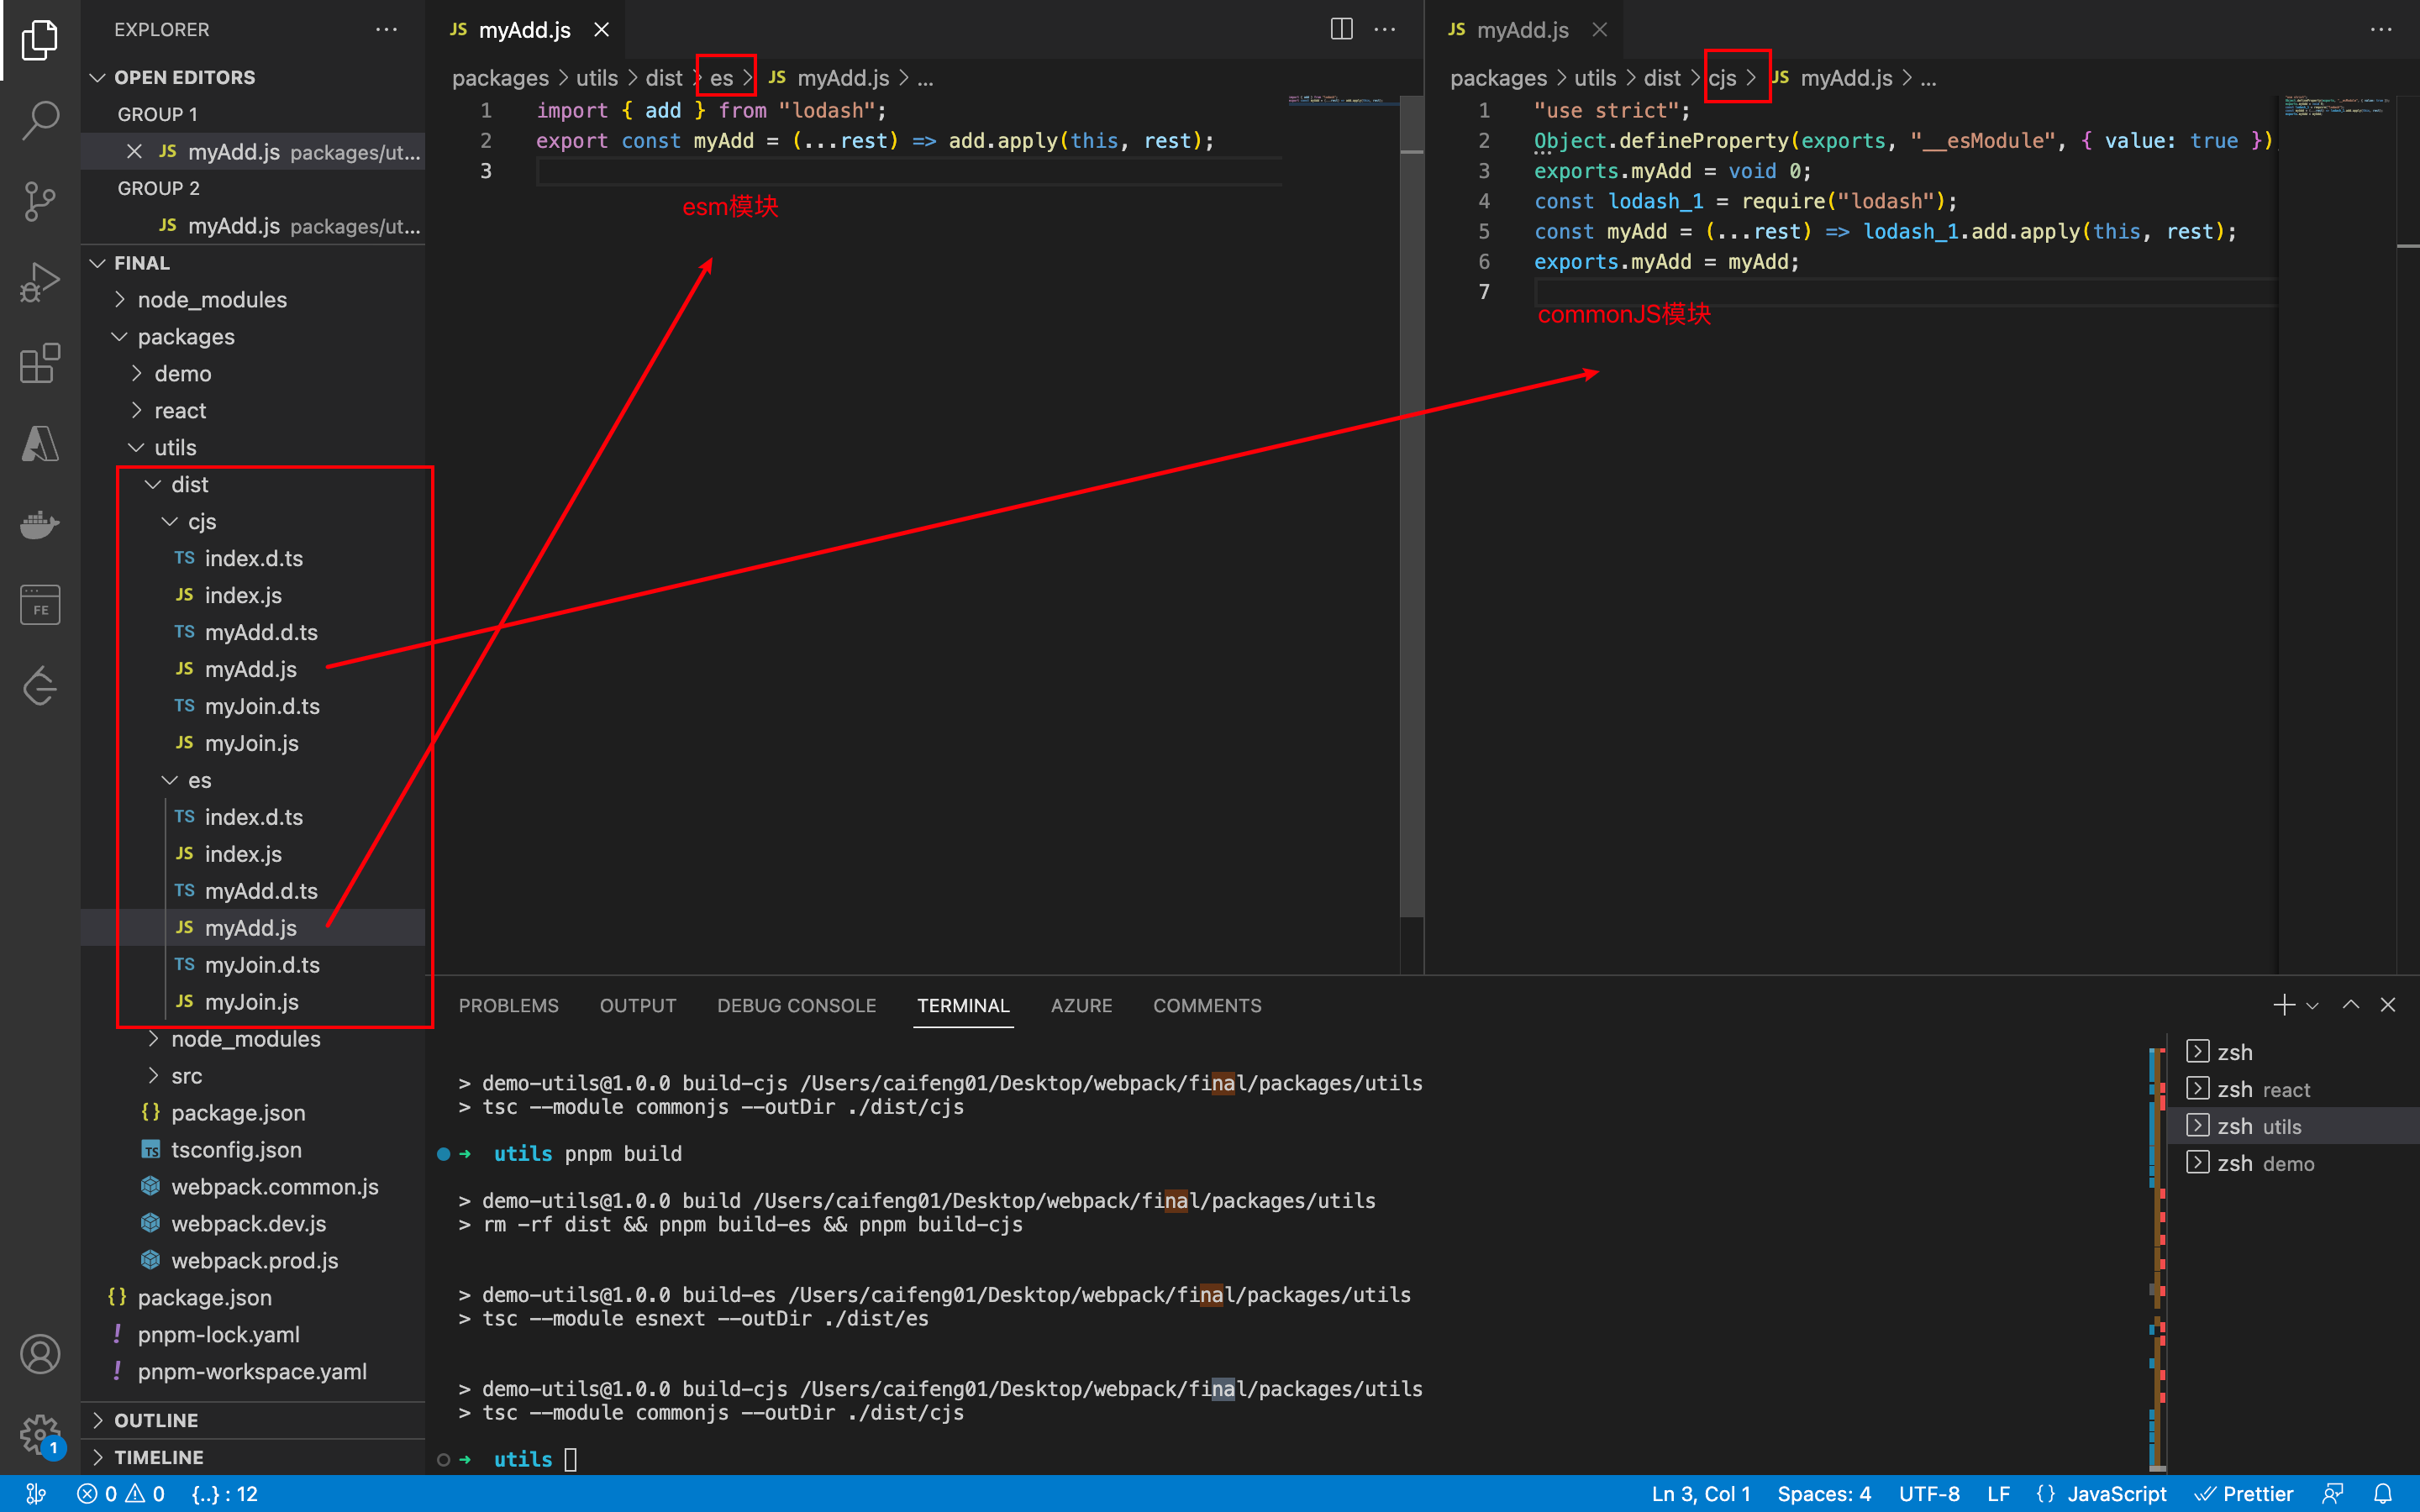 EXPLORER ...
OPEN EDITORS
GROUP 1
JS myAdd.js packages/ut...
GROUP 2
JS myAdd.js packages/ut...
FINAL
node_modules
packages
demo
react
utils
dist
cjs
TS index.d.ts
JS index.js
TS myAdd.d.ts
JS myAdd.js
TS myJoin.d.ts
JS myJoin.js
es
TS index.d.ts
JS index.js
TS myAdd.d.ts
JS myAdd.js
TS myJoin.d.ts
JS myJoin.js
node_modules
src
{} package.json
TS tsconfig.json
webpack.common.js
webpack.dev.js
webpack.prod.js
{} package.json
! pnpm-lock.yaml
! pnpm-workspace.yaml
OUTLINE
TIMELINE
FE
1
JS myAdd.js
packages > utils > dist > es > JS myAdd.js > ...
1 import { add } from "lodash";
2 export const myAdd = (...rest) => add.apply(this, rest);
3
esm模块
JS myAdd.js
packages > utils > dist > cjs > JS myAdd.js > ...
1 "use strict";
2 Object.defineProperty(exports, "__esModule", { value: true })
3 exports.myAdd = void 0;
4 const lodash_1 = require("lodash");
5 const myAdd = (...rest) => lodash_1.add.apply(this, rest);
6 exports.myAdd = myAdd;
7
commonJS模块
PROBLEMS OUTPUT DEBUG CONSOLE TERMINAL AZURE COMMENTS
> demo-utils@1.0.0 build-cjs /Users/caifeng01/Desktop/webpack/final/packages/utils
> tsc --module commonjs --outDir ./dist/cjs
➜ utils pnpm build
> demo-utils@1.0.0 build /Users/caifeng01/Desktop/webpack/final/packages/utils
> rm -rf dist && pnpm build-es && pnpm build-cjs
> demo-utils@1.0.0 build-es /Users/caifeng01/Desktop/webpack/final/packages/utils
> tsc --module esnext --outDir ./dist/es
> demo-utils@1.0.0 build-cjs /Users/caifeng01/Desktop/webpack/final/packages/utils
> tsc --module commonjs --outDir ./dist/cjs
➜ utils
zsh
zsh react
zsh utils
zsh demo
0 0 {..} : 12
Ln 3, Col 1 Spaces: 4 UTF-8 LF {} JavaScript Prettier